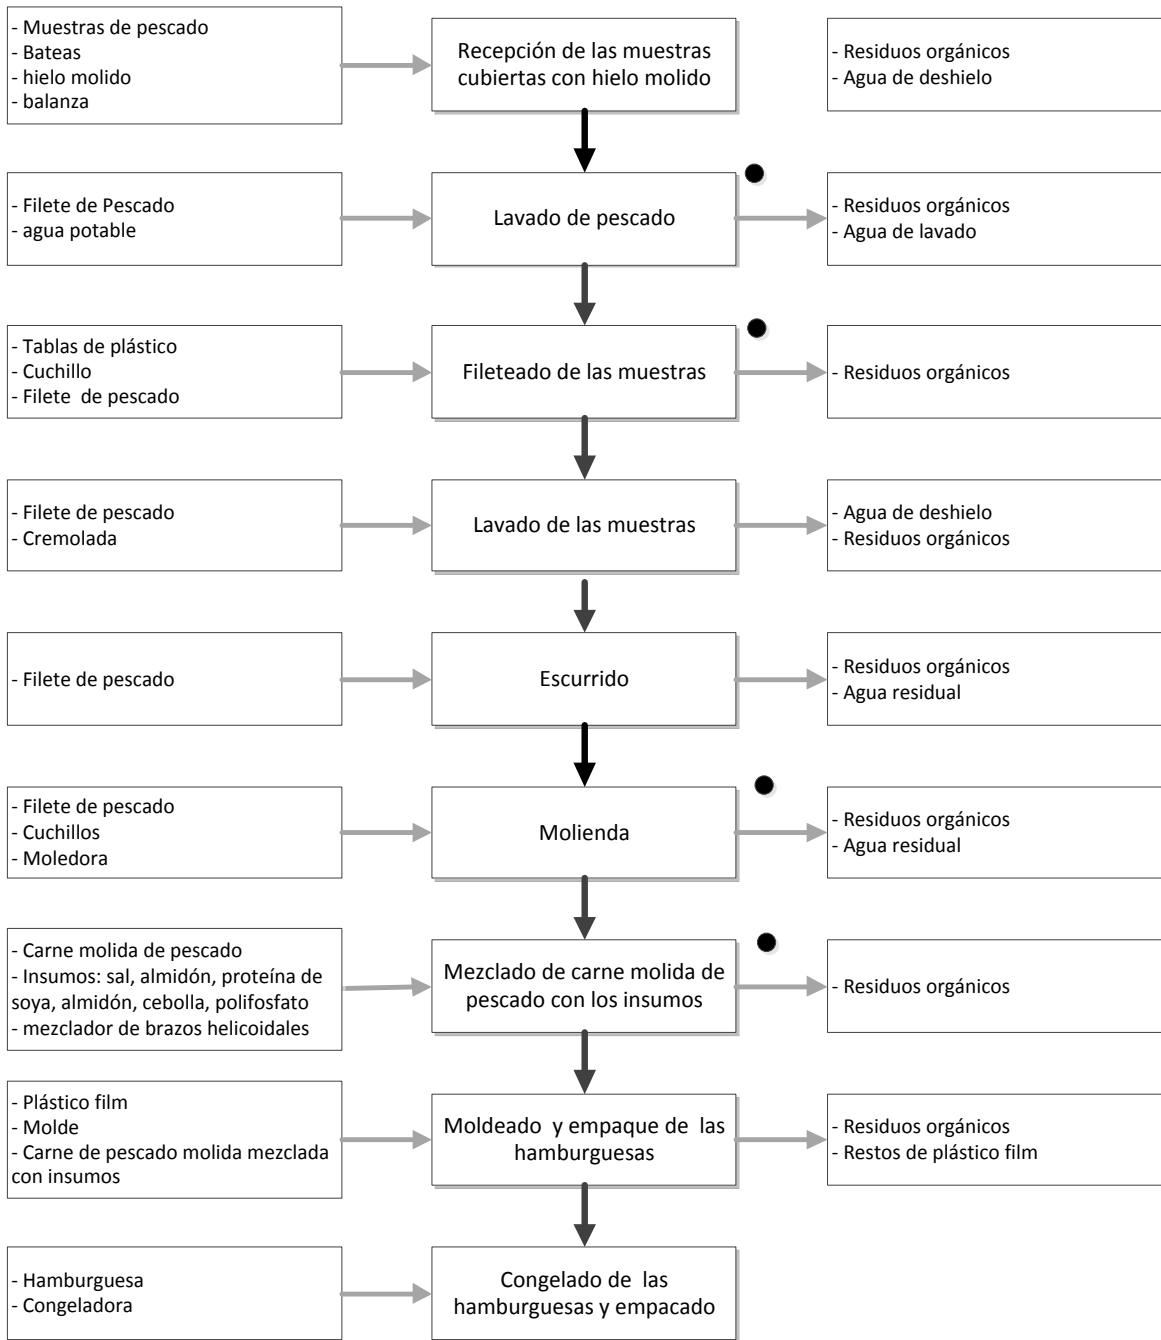 - Muestras de pescado
- Bateas
- hielo molido
- balanza
Recepción de las muestras
cubiertas con hielo molido
- Residuos orgánicos
- Agua de deshielo
- Filete de Pescado
- agua potable
Lavado de pescado
- Residuos orgánicos
- Agua de lavado
- Tablas de plástico
- Cuchillo
- Filete  de pescado
Fileteado de las muestras
- Residuos orgánicos
- Filete de pescado
- Cremolada
Lavado de las muestras
- Agua de deshielo
- Residuos orgánicos
- Filete de pescado
Escurrido
- Residuos orgánicos
- Agua residual
- Filete de pescado
- Cuchillos
- Moledora
Molienda
- Residuos orgánicos
- Agua residual
- Carne molida de pescado
- Insumos: sal, almidón, proteína de
soya, almidón, cebolla, polifosfato
- mezclador de brazos helicoidales
Mezclado de carne molida de
pescado con los insumos
- Residuos orgánicos
- Plástico film
- Molde
- Carne de pescado molida mezclada
con insumos
Moldeado  y empaque de  las
hamburguesas
- Residuos orgánicos
- Restos de plástico film
- Hamburguesa
- Congeladora
Congelado de  las
hamburguesas y empacado